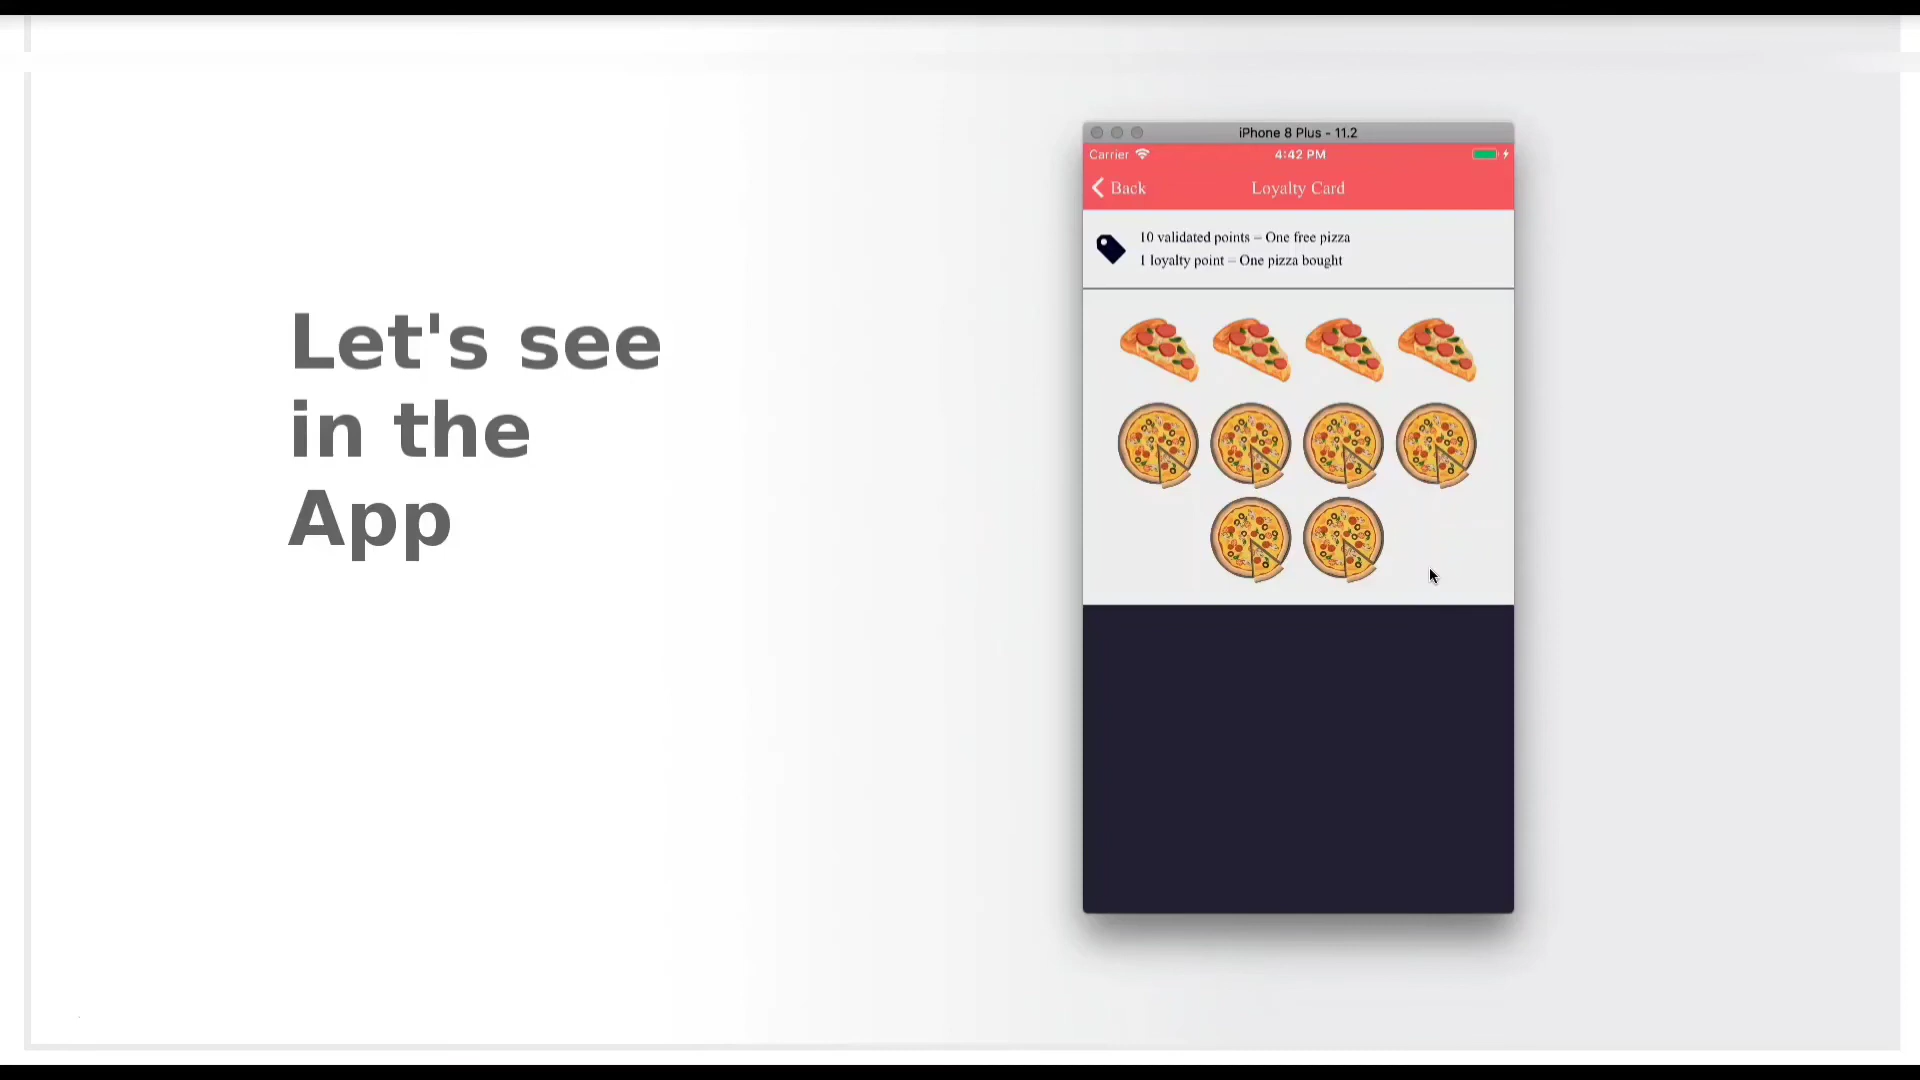 Let's see
in the
App
iPhone 8 Plus - 11.2
Carrier
4:42 PM
Back
Loyalty Card
10 validated points – One free pizza
1 loyalty point – One pizza bought